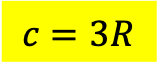 c = 3R